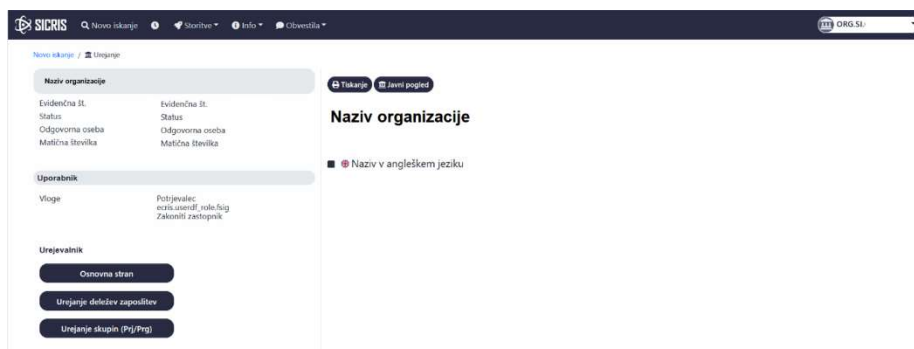 SICRIS Novo iskanje Storitve Info Obvestila ORG.SI.
Novo iskanje / Urejanje
Naziv organizacije
Evidenčna št. Evidenčna št.
Status Status
Odgovorna oseba Odgovorna oseba
Matična številka Matična številka
Uporabnik
Vloge Potrjevalec
ecris.userdf_role.fsig
Zakoniti zastopnik
Urejevalnik
Osnovna stran
Urejanje deležev zaposlitev
Urejanje skupin (Prj/Prg)
Tiskanje Javni pogled
Naziv organizacije
Naziv v angleškem jeziku